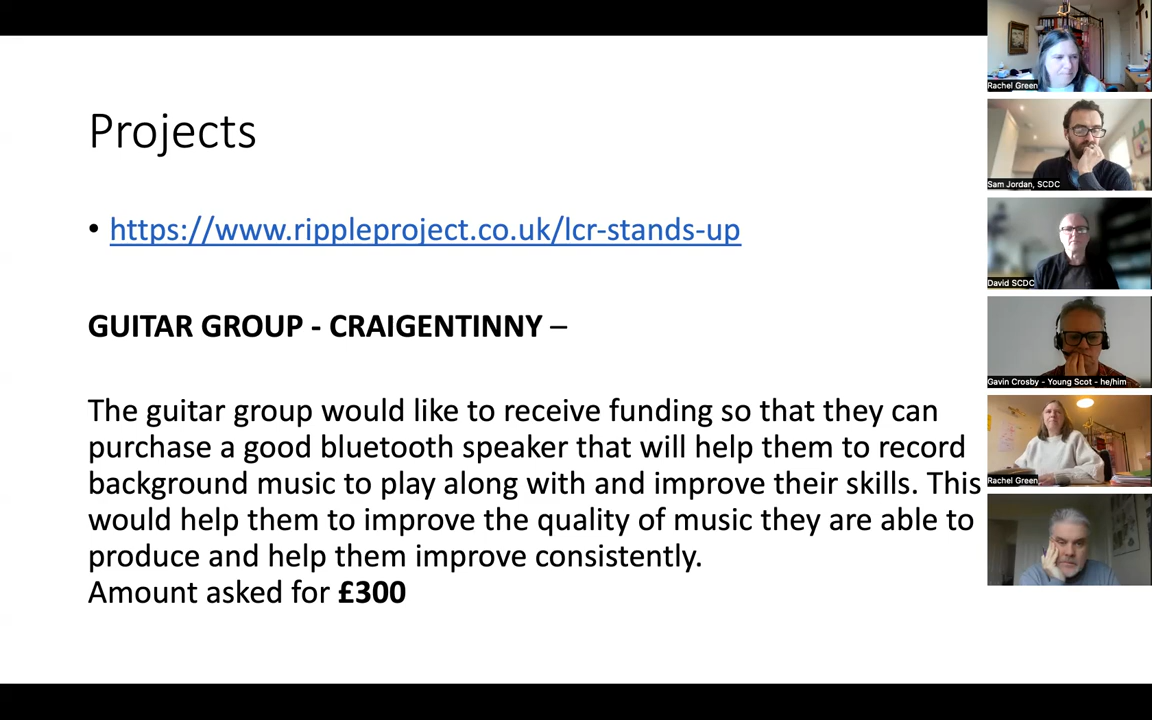 Projects
• https://www.rippleproject.co.uk/lcr-stands-up
GUITAR GROUP - CRAIGENTINNY –
The guitar group would like to receive funding so that they can
purchase a good bluetooth speaker that will help them to record
background music to play along with and improve their skills. This
would help them to improve the quality of music they are able to
produce and help them improve consistently.
Amount asked for £300
Rachel Green
Sam Jordan, SCDC
David SCDC
Gavin Crosby - Young Scot - he/him
Rachel Green